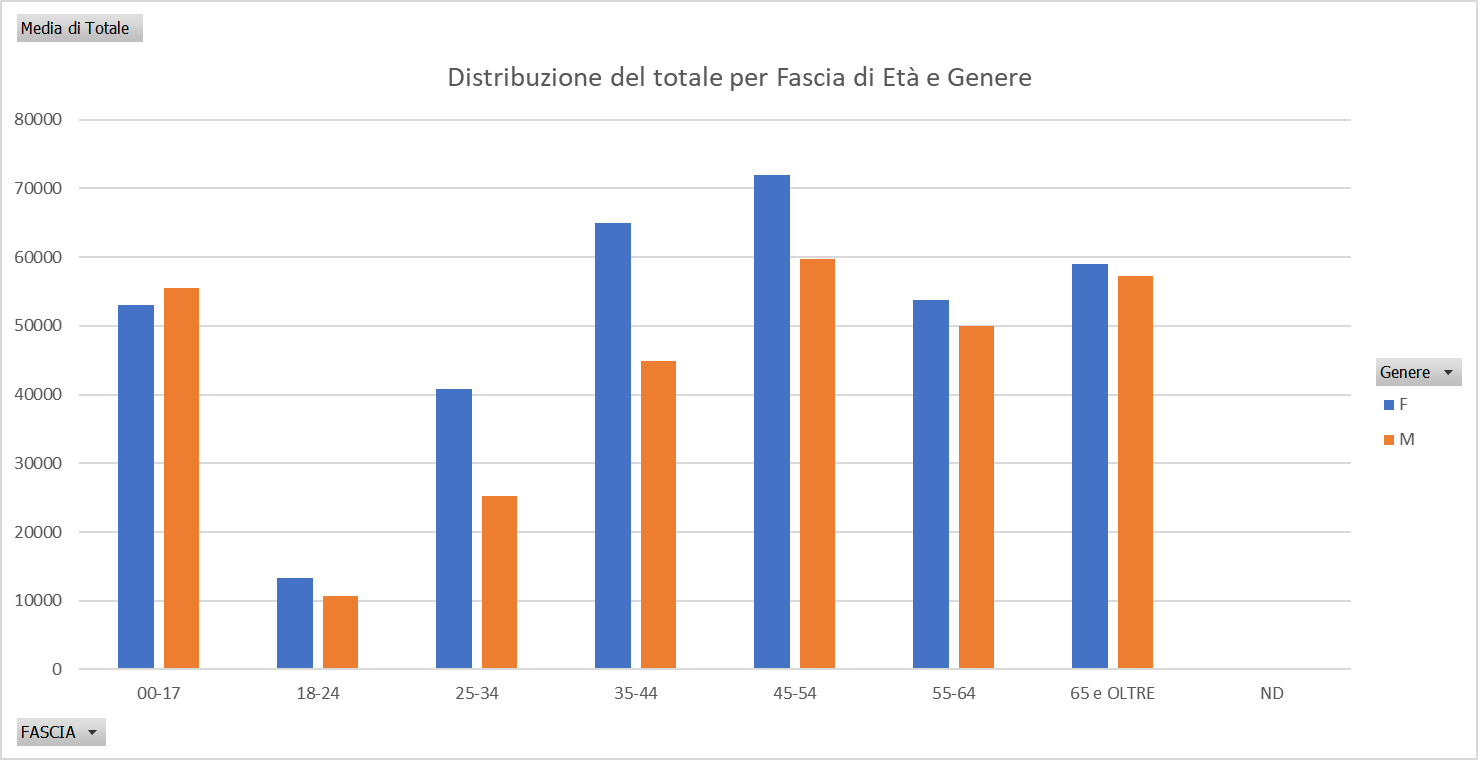 Media di Totale
Distribuzione del totale per Fascia di Età e Genere
80000
70000
60000
50000
40000
30000
20000
10000
0
00-17 18-24 25-34 35-44 45-54 55-64 65 e OLTRE ND
Genere
F
M
FASCIA